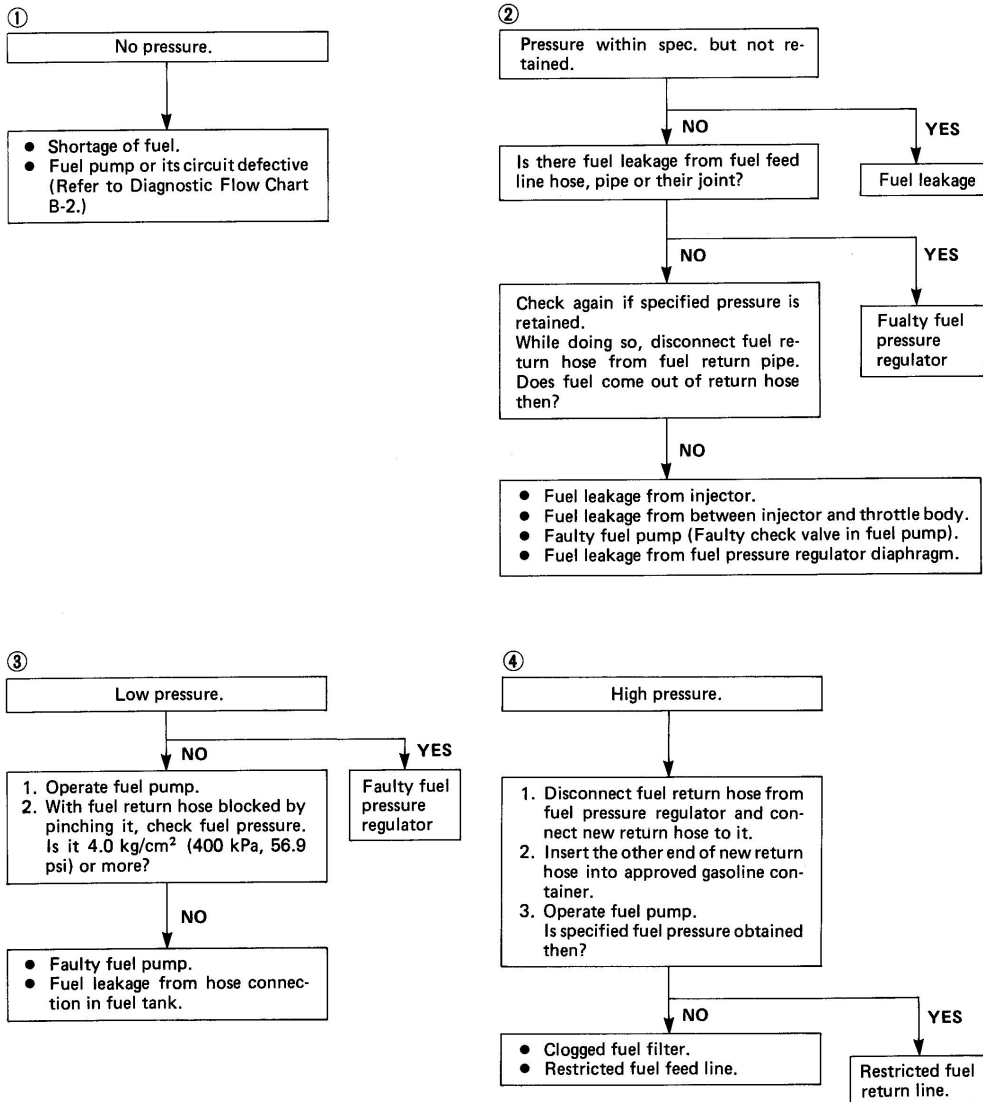 ①
No pressure.
● Shortage of fuel.
● Fuel pump or its circuit defective
(Refer to Diagnostic Flow Chart
B-2.)
②
Pressure within spec. but not re-
tained.
NO
YES
Is there fuel leakage from fuel feed
line hose, pipe or their joint?
Fuel leakage
NO
YES
Check again if specified pressure is
retained.
While doing so, disconnect fuel re-
turn hose from fuel return pipe.
Does fuel come out of return hose
then?
Fualty fuel
pressure
regulator
NO
● Fuel leakage from injector.
● Fuel leakage from between injector and throttle body.
● Faulty fuel pump (Faulty check valve in fuel pump).
● Fuel leakage from fuel pressure regulator diaphragm.
③
Low pressure.
NO
YES
1. Operate fuel pump.
2. With fuel return hose blocked by
pinching it, check fuel pressure.
Is it 4.0 kg/cm² (400 kPa, 56.9
psi) or more?
Faulty fuel
pressure
regulator
NO
● Faulty fuel pump.
● Fuel leakage from hose connec-
tion in fuel tank.
④
High pressure.
1. Disconnect fuel return hose from
fuel pressure regulator and con-
nect new return hose to it.
2. Insert the other end of new return
hose into approved gasoline con-
tainer.
3. Operate fuel pump.
Is specified fuel pressure obtained
then?
NO
YES
● Clogged fuel filter.
● Restricted fuel feed line.
Restricted fuel
return line.